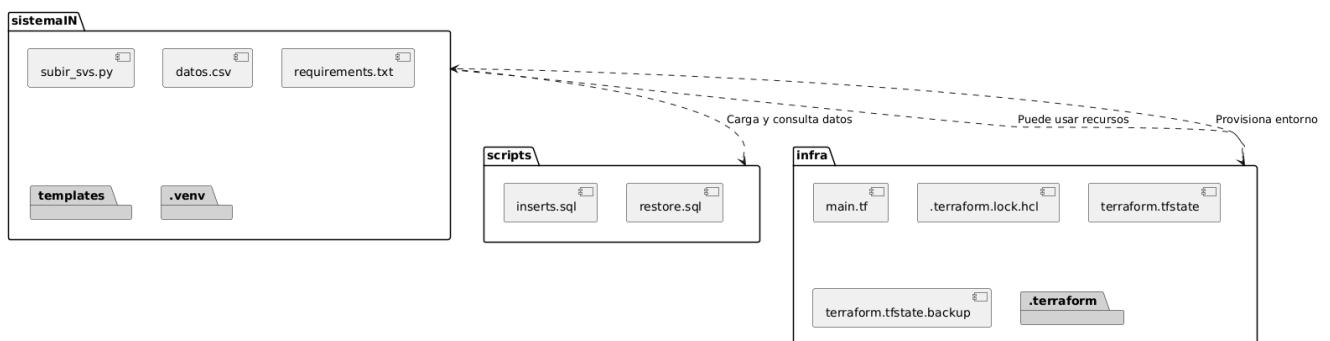 sistemaIN
subir_svs.py
datos.csv
requirements.txt
templates
.venv
Carga y consulta datos
Puede usar recursos
Provisiona entorno
scripts
inserts.sql
restore.sql
infra
main.tf
.terraform.lock.hcl
terraform.tfstate
terraform.tfstate.backup
.terraform